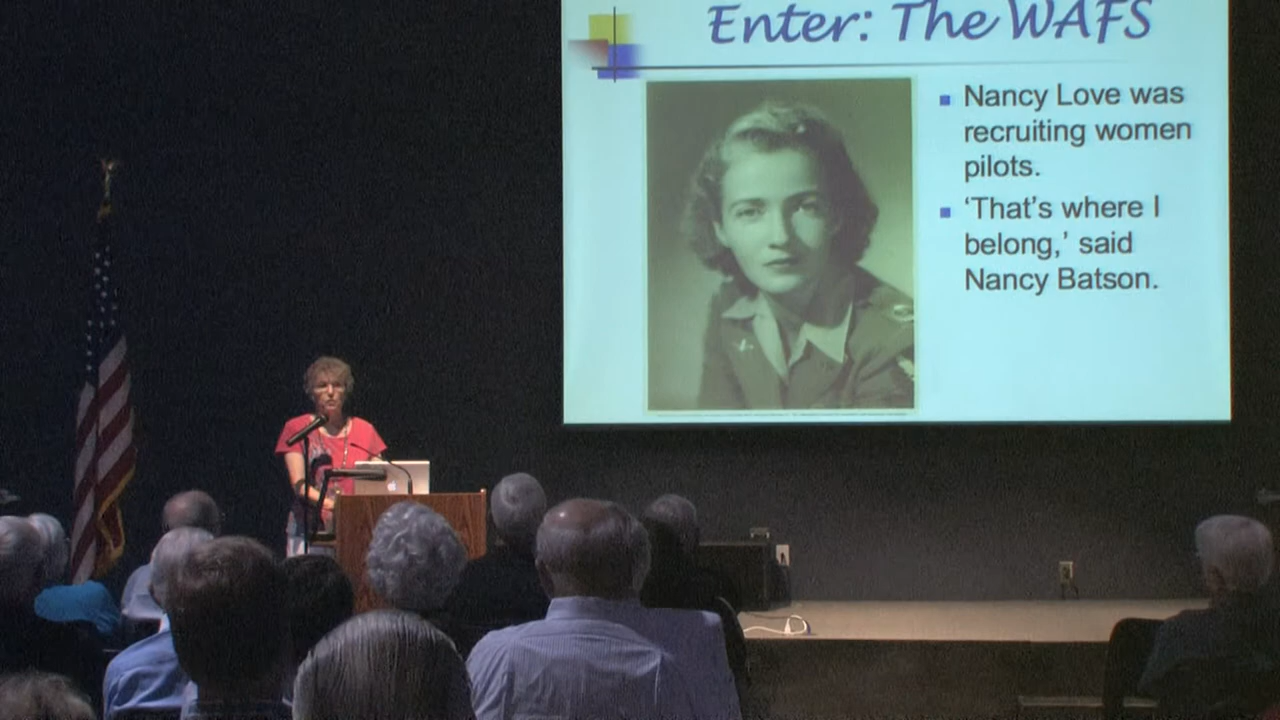 Enter: The WAFS
Nancy Love was
recruiting women
pilots.
‘That’s where I
belong,’ said
Nancy Batson.